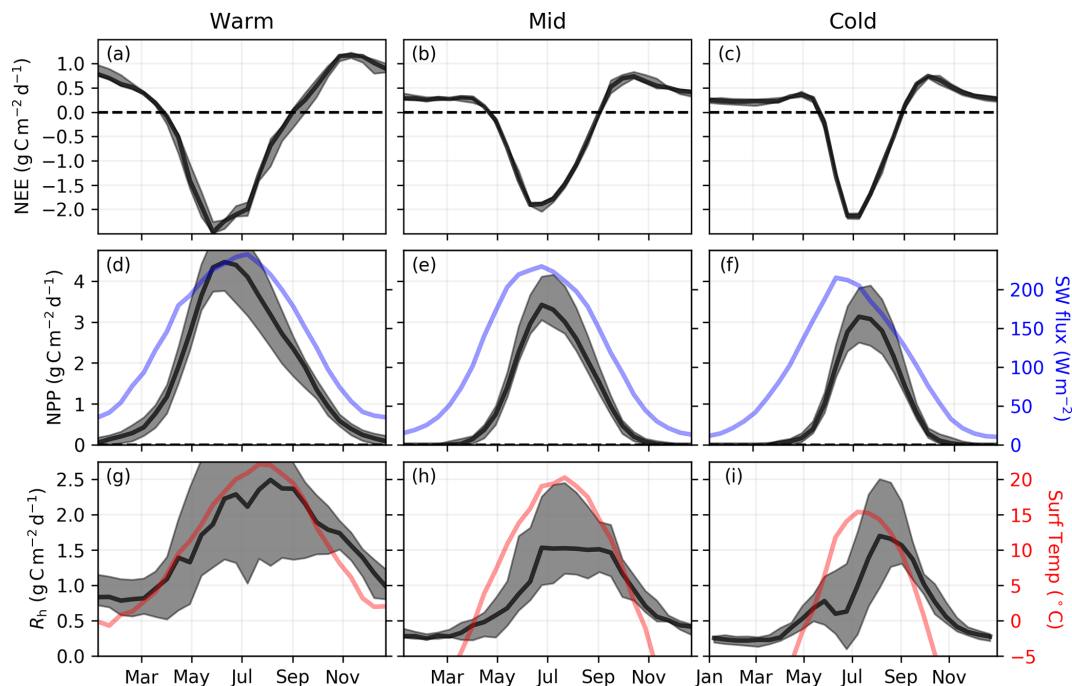 Warm Mid Cold
(a) (b) (c)
NEE (g C m⁻² d⁻¹)
1.0
0.5
0.0
−0.5
−1.0
−1.5
−2.0
(d) (e) (f)
NPP (g C m⁻² d⁻¹)
4
3
2
1
0
SW flux (W m⁻²)
200
150
100
50
0
(g) (h) (i)
Rₕ (g C m⁻² d⁻¹)
2.5
2.0
1.5
1.0
0.5
0.0
Surf Temp (°C)
20
15
10
5
0
−5
Mar May Jul Sep Nov Mar May Jul Sep Nov Jan Mar May Jul Sep Nov